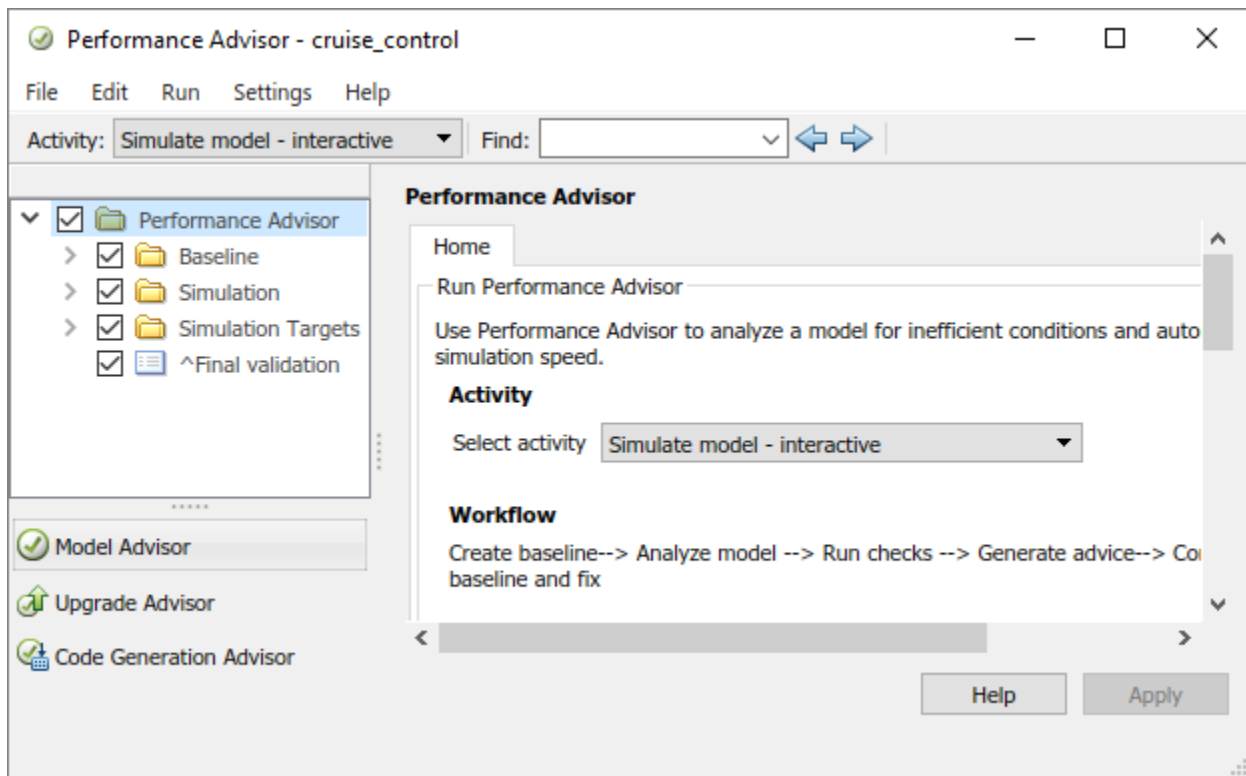 Performance Advisor - cruise_control
File Edit Run Settings Help
Activity: Simulate model - interactive Find:
Performance Advisor
Baseline
Simulation
Simulation Targets
^Final validation
Model Advisor
Upgrade Advisor
Code Generation Advisor
Performance Advisor
Home
Run Performance Advisor
Use Performance Advisor to analyze a model for inefficient conditions and auto
simulation speed.
Activity
Select activity Simulate model - interactive
Workflow
Create baseline--> Analyze model --> Run checks --> Generate advice--> Co
baseline and fix
Help Apply